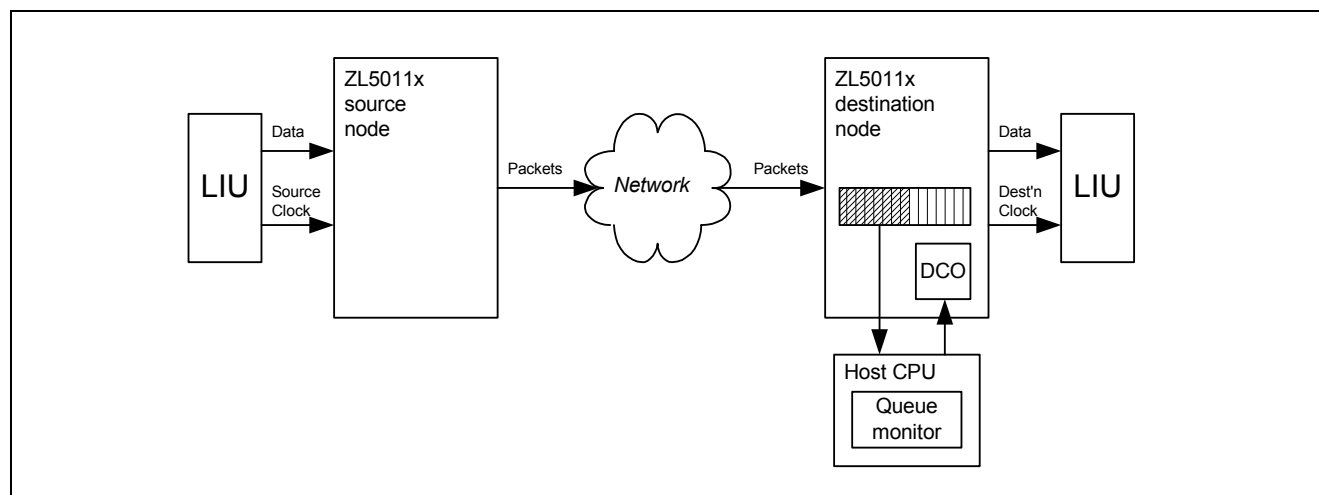 LIU
Data
Source
Clock
ZL5011x
source
node
Packets
Network
Packets
ZL5011x
destination
node
DCO
Data
Dest'n
Clock
LIU
Host CPU
Queue
monitor